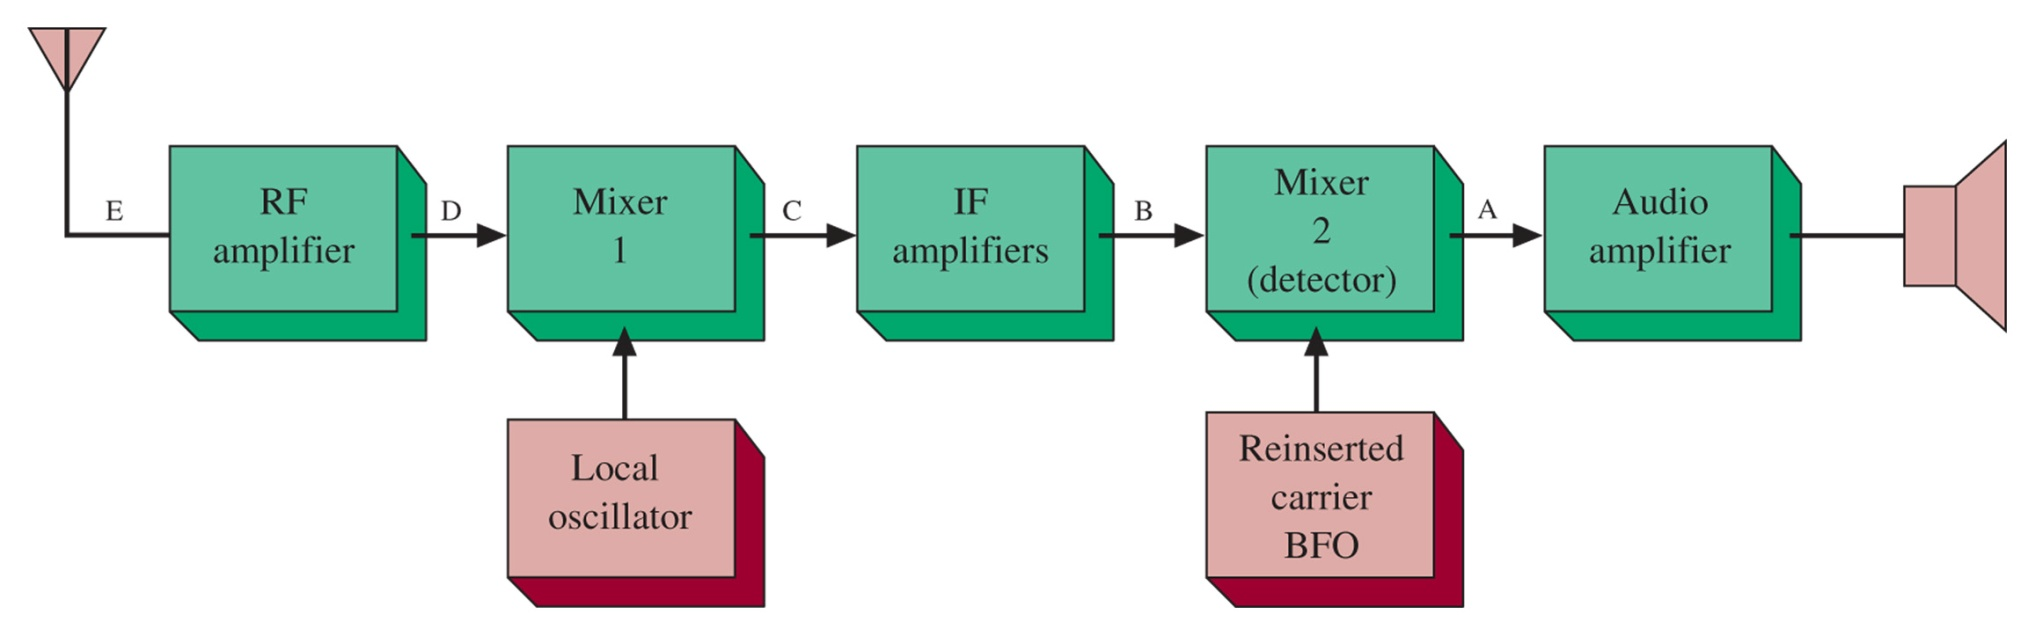 E
RF
amplifier
D
Mixer
1
C
IF
amplifiers
B
Mixer
2
(detector)
A
Audio
amplifier
Local
oscillator
Reinserted
carrier
BFO